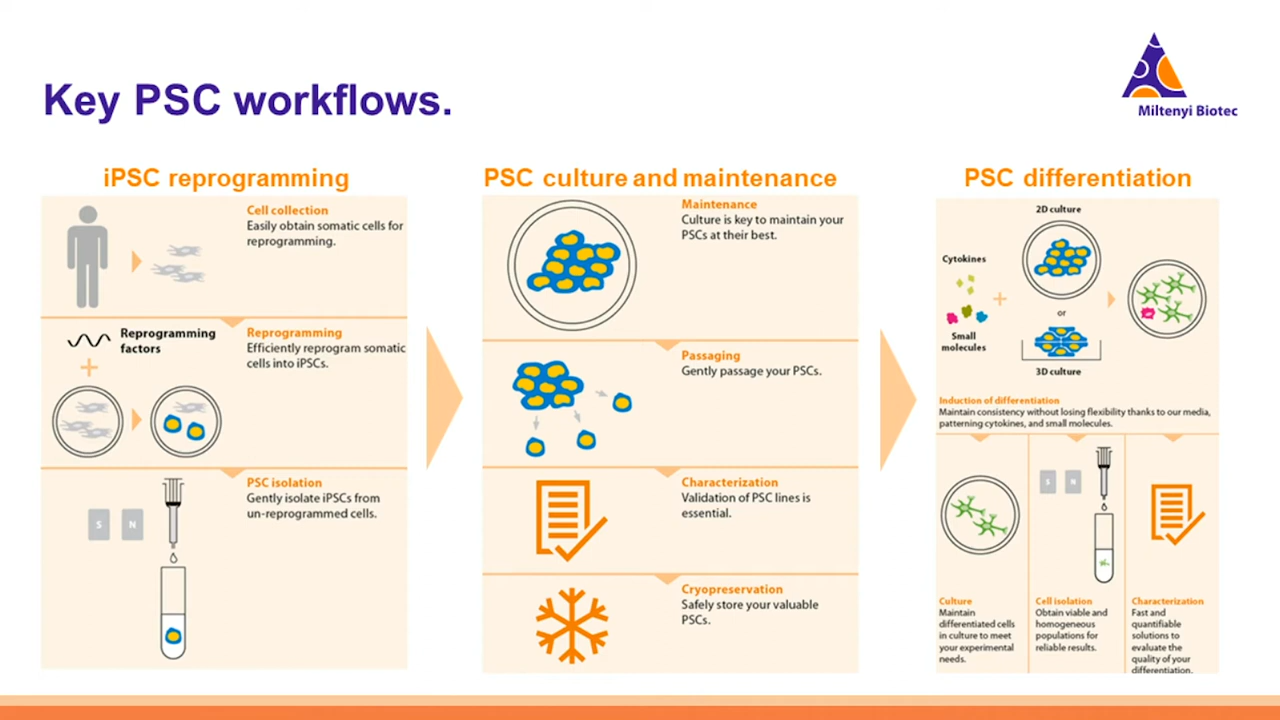 Key PSC workflows.
Miltenyi Biotec
iPSC reprogramming
Cell collection
Easily obtain somatic cells for
reprogramming.
Reprogramming
factors
Reprogramming
Efficiently reprogram somatic
cells into iPSCs.
PSC isolation
Gently isolate iPSCs from
un-reprogrammed cells.
S
N
PSC culture and maintenance
Maintenance
Culture is key to maintain your
PSCs at their best.
Passaging
Gently passage your PSCs.
Characterization
Validation of PSC lines is
essential.
Cryopreservation
Safely store your valuable
PSCs.
PSC differentiation
2D culture
Cytokines
Small
molecules
or
3D culture
Induction of differentiation
Maintain consistency without losing flexibility thanks to our media,
patterning cytokines, and small molecules.
S
N
Culture
Maintain
differentiated cells
in culture to meet
your experimental
needs.
Cell isolation
Obtain viable and
homogeneous
populations for
reliable results.
Characterization
Fast and
quantifiable
solutions to
evaluate the
quality of your
differentiation.